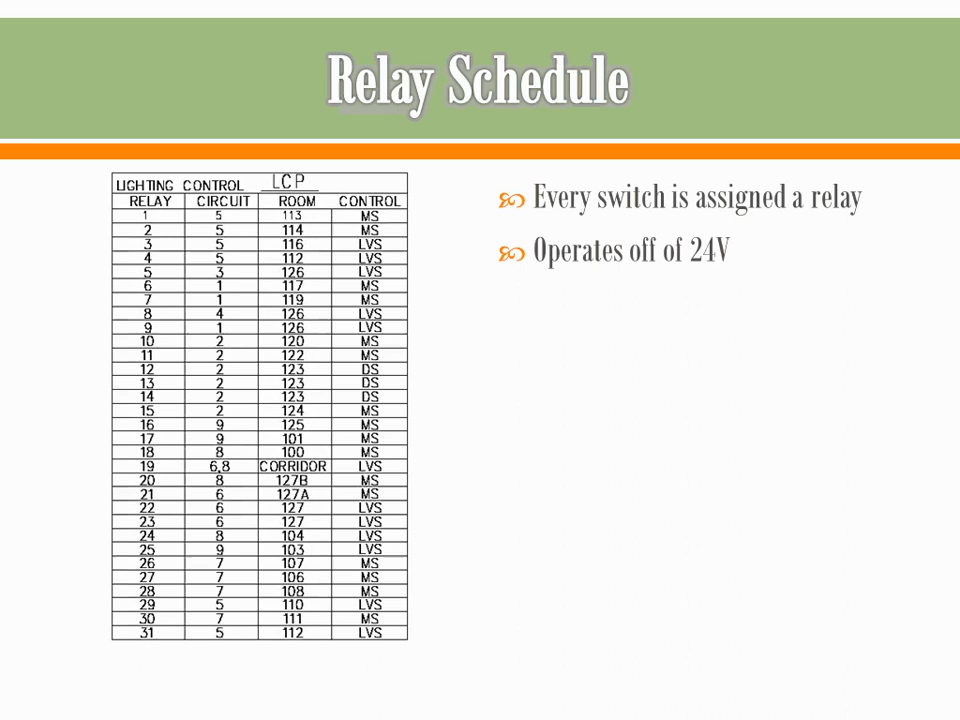 Relay Schedule
LIGHTING CONTROL LCP
RELAY CIRCUIT ROOM CONTROL
1 5 113 MS
2 5 114 MS
3 5 116 LVS
4 5 112 LVS
5 3 126 LVS
6 1 117 MS
7 1 119 MS
8 4 126 LVS
9 1 126 LVS
10 2 120 MS
11 2 122 MS
12 2 123 DS
13 2 123 DS
14 2 123 DS
15 2 124 MS
16 9 125 MS
17 9 101 MS
18 8 100 MS
19 6,8 CORRIDOR LVS
20 8 127B MS
21 6 127A MS
22 6 127 LVS
23 6 127 LVS
24 8 104 LVS
25 9 103 LVS
26 7 107 MS
27 7 106 MS
28 7 108 MS
29 5 110 LVS
30 7 111 MS
31 5 112 LVS
Every switch is assigned a relay
Operates off of 24V